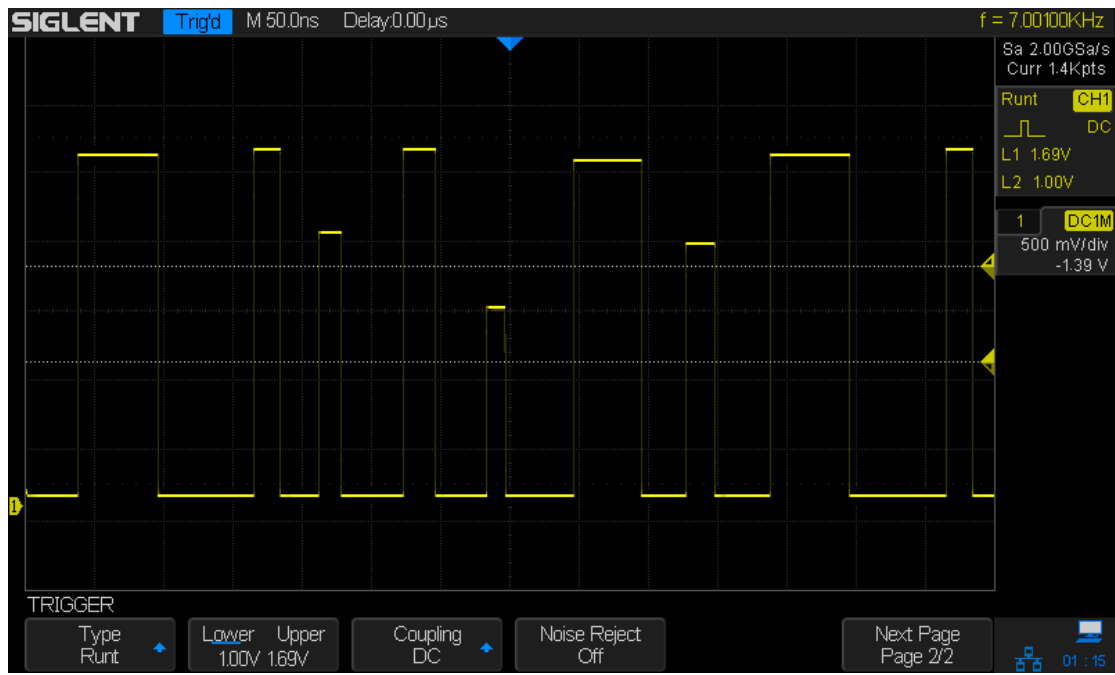 SIGLENT Trig'd M 50.0ns Delay:0.00µs f = 7.00100KHz
Sa 2.00GSa/s
Curr 1.4Kpts
Runt CH1
DC
L1 1.69V
L2 1.00V
1 DC1M
500 mV/div
-1.39 V
1
TRIGGER
Type
Runt
Lower Upper
1.00V 1.69V
Coupling
DC
Noise Reject
Off
Next Page
Page 2/2
01 : 15